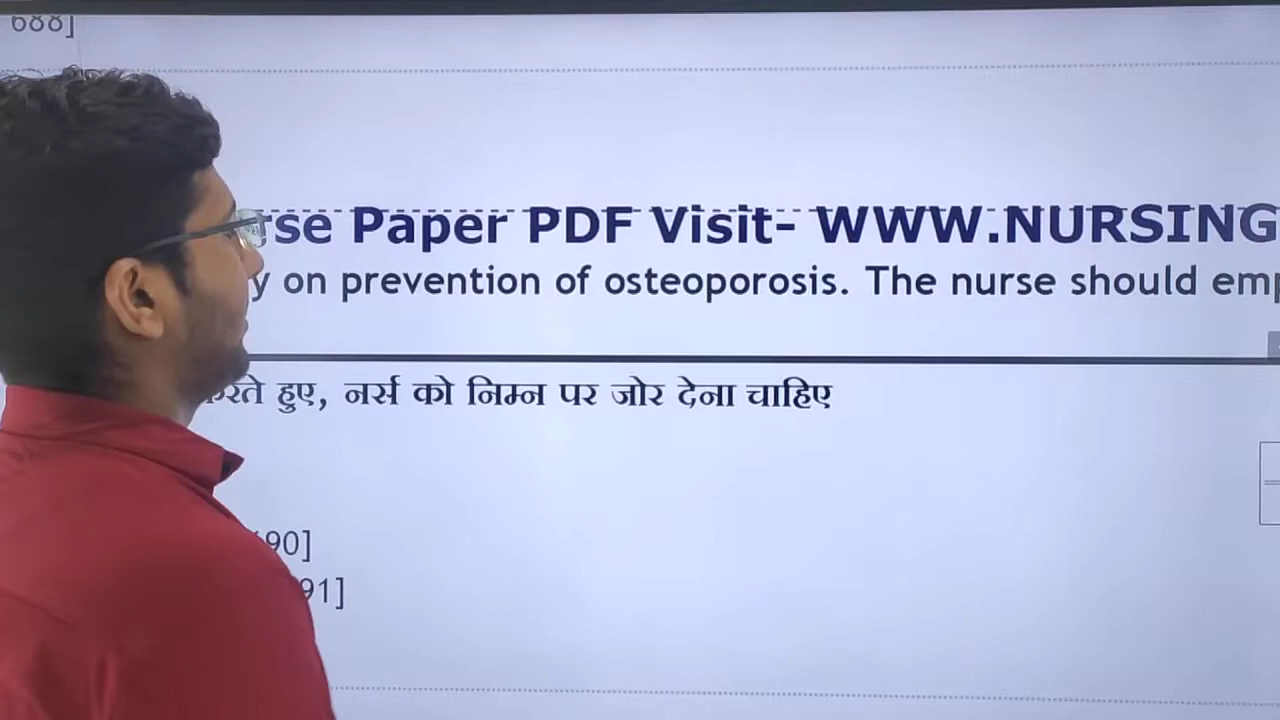 688]
rse Paper PDF Visit- WWW.NURSING
y on prevention of osteoporosis. The nurse should emp
करते हुए, नर्स को निम्न पर जोर देना चाहिए
90]
91]